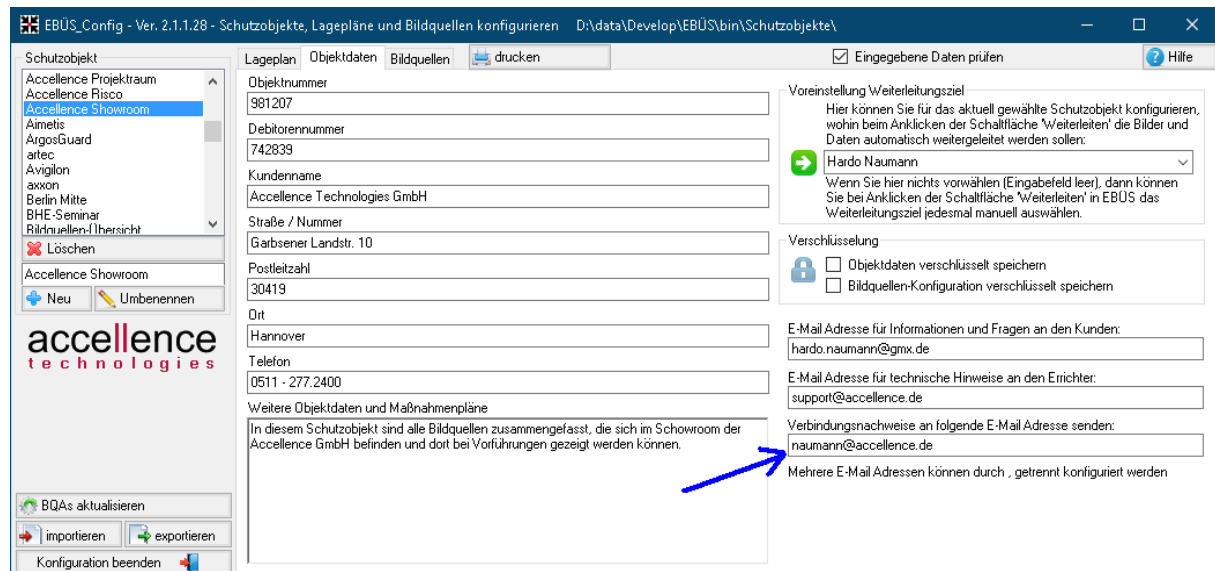 EBÜS_Config - Ver. 2.1.1.28 - Schutzobjekte, Lagepläne und Bildquellen konfigurieren D:\data\Develop\EBÜS\bin\Schutzobjekte\
Schutzobjekt
Accellence Projektraum
Accellence Risco
Accellence Showroom
Aimetis
ArgosGuard
artec
Avigilon
axxon
Berlin Mitte
BHE-Seminar
Bildquellen-Übersicht
Löschen
Accellence Showroom
Neu
Umbenennen
accellence
technologies
BQAs aktualisieren
importieren
exportieren
Konfiguration beenden
Lageplan
Objektdaten
Bildquellen
drucken
Eingegebene Daten prüfen
Hilfe
Objektnummer
981207
Debitorennummer
742839
Kundenname
Accellence Technologies GmbH
Straße / Nummer
Garbsener Landstr. 10
Postleitzahl
30419
Ort
Hannover
Telefon
0511 - 277.2400
Weitere Objektdaten und Maßnahmenpläne
In diesem Schutzobjekt sind alle Bildquellen zusammengefasst, die sich im Schowroom der
Accellence GmbH befinden und dort bei Vorführungen gezeigt werden können.
Voreinstellung Weiterleitungsziel
Hier können Sie für das aktuell gewählte Schutzobjekt konfigurieren,
wohin beim Anklicken der Schaltfläche 'Weiterleiten' die Bilder und
Daten automatisch weitergeleitet werden sollen:
Hardo Naumann
Wenn Sie hier nichts vorwählen (Eingabefeld leer), dann können
Sie bei Anklicken der Schaltfläche 'Weiterleiten' in EBÜS das
Weiterleitungsziel jedesmal manuell auswählen.
Verschlüsselung
Objektdaten verschlüsselt speichern
Bildquellen-Konfiguration verschlüsselt speichern
E-Mail Adresse für Informationen und Fragen an den Kunden:
hardo.naumann@gmx.de
E-Mail Adresse für technische Hinweise an den Errichter:
support@accellence.de
Verbindungsnachweise an folgende E-Mail Adresse senden:
naumann@accellence.de
Mehrere E-Mail Adressen können durch , getrennt konfiguriert werden